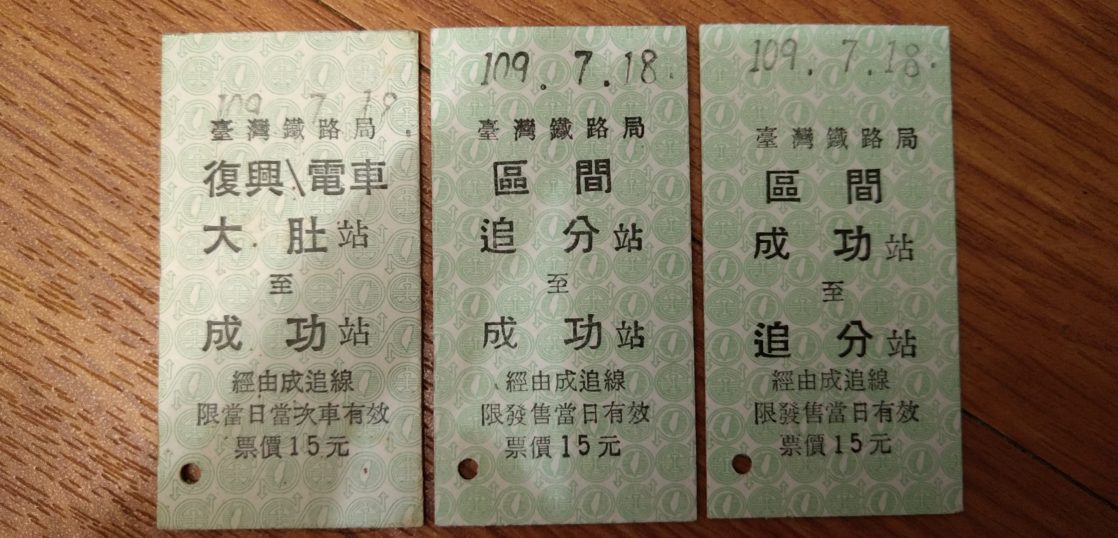 109. 7.18.
臺灣鐵路局
復興\電車
大肚站
至
成功站
經由成追線
限當日當次車有效
票價15元
109. 7.18.
臺灣鐵路局
區間
追分站
至
成功站
經由成追線
限發售當日有效
票價15元
109. 7.18.
臺灣鐵路局
區間
成功站
至
追分站
經由成追線
限發售當日有效
票價15元